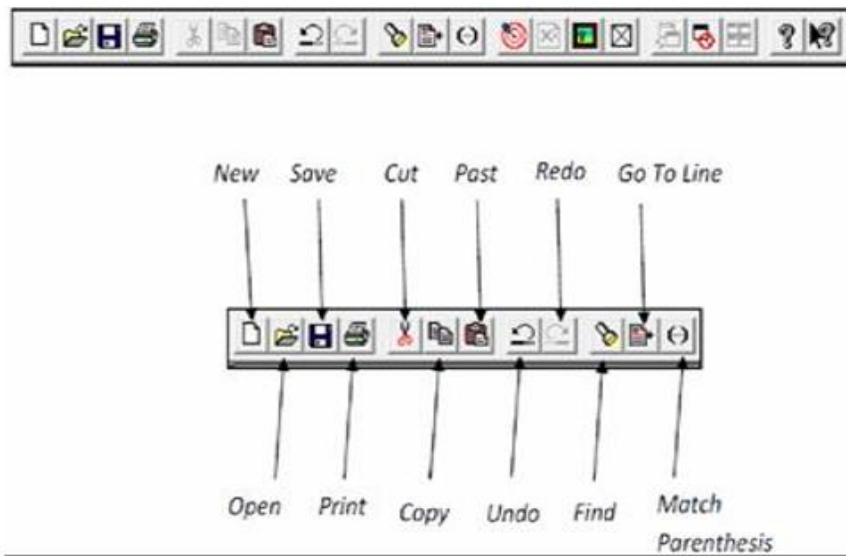 New Save Cut Past Redo Go To Line
Open Print Copy Undo Find Match
Parenthesis